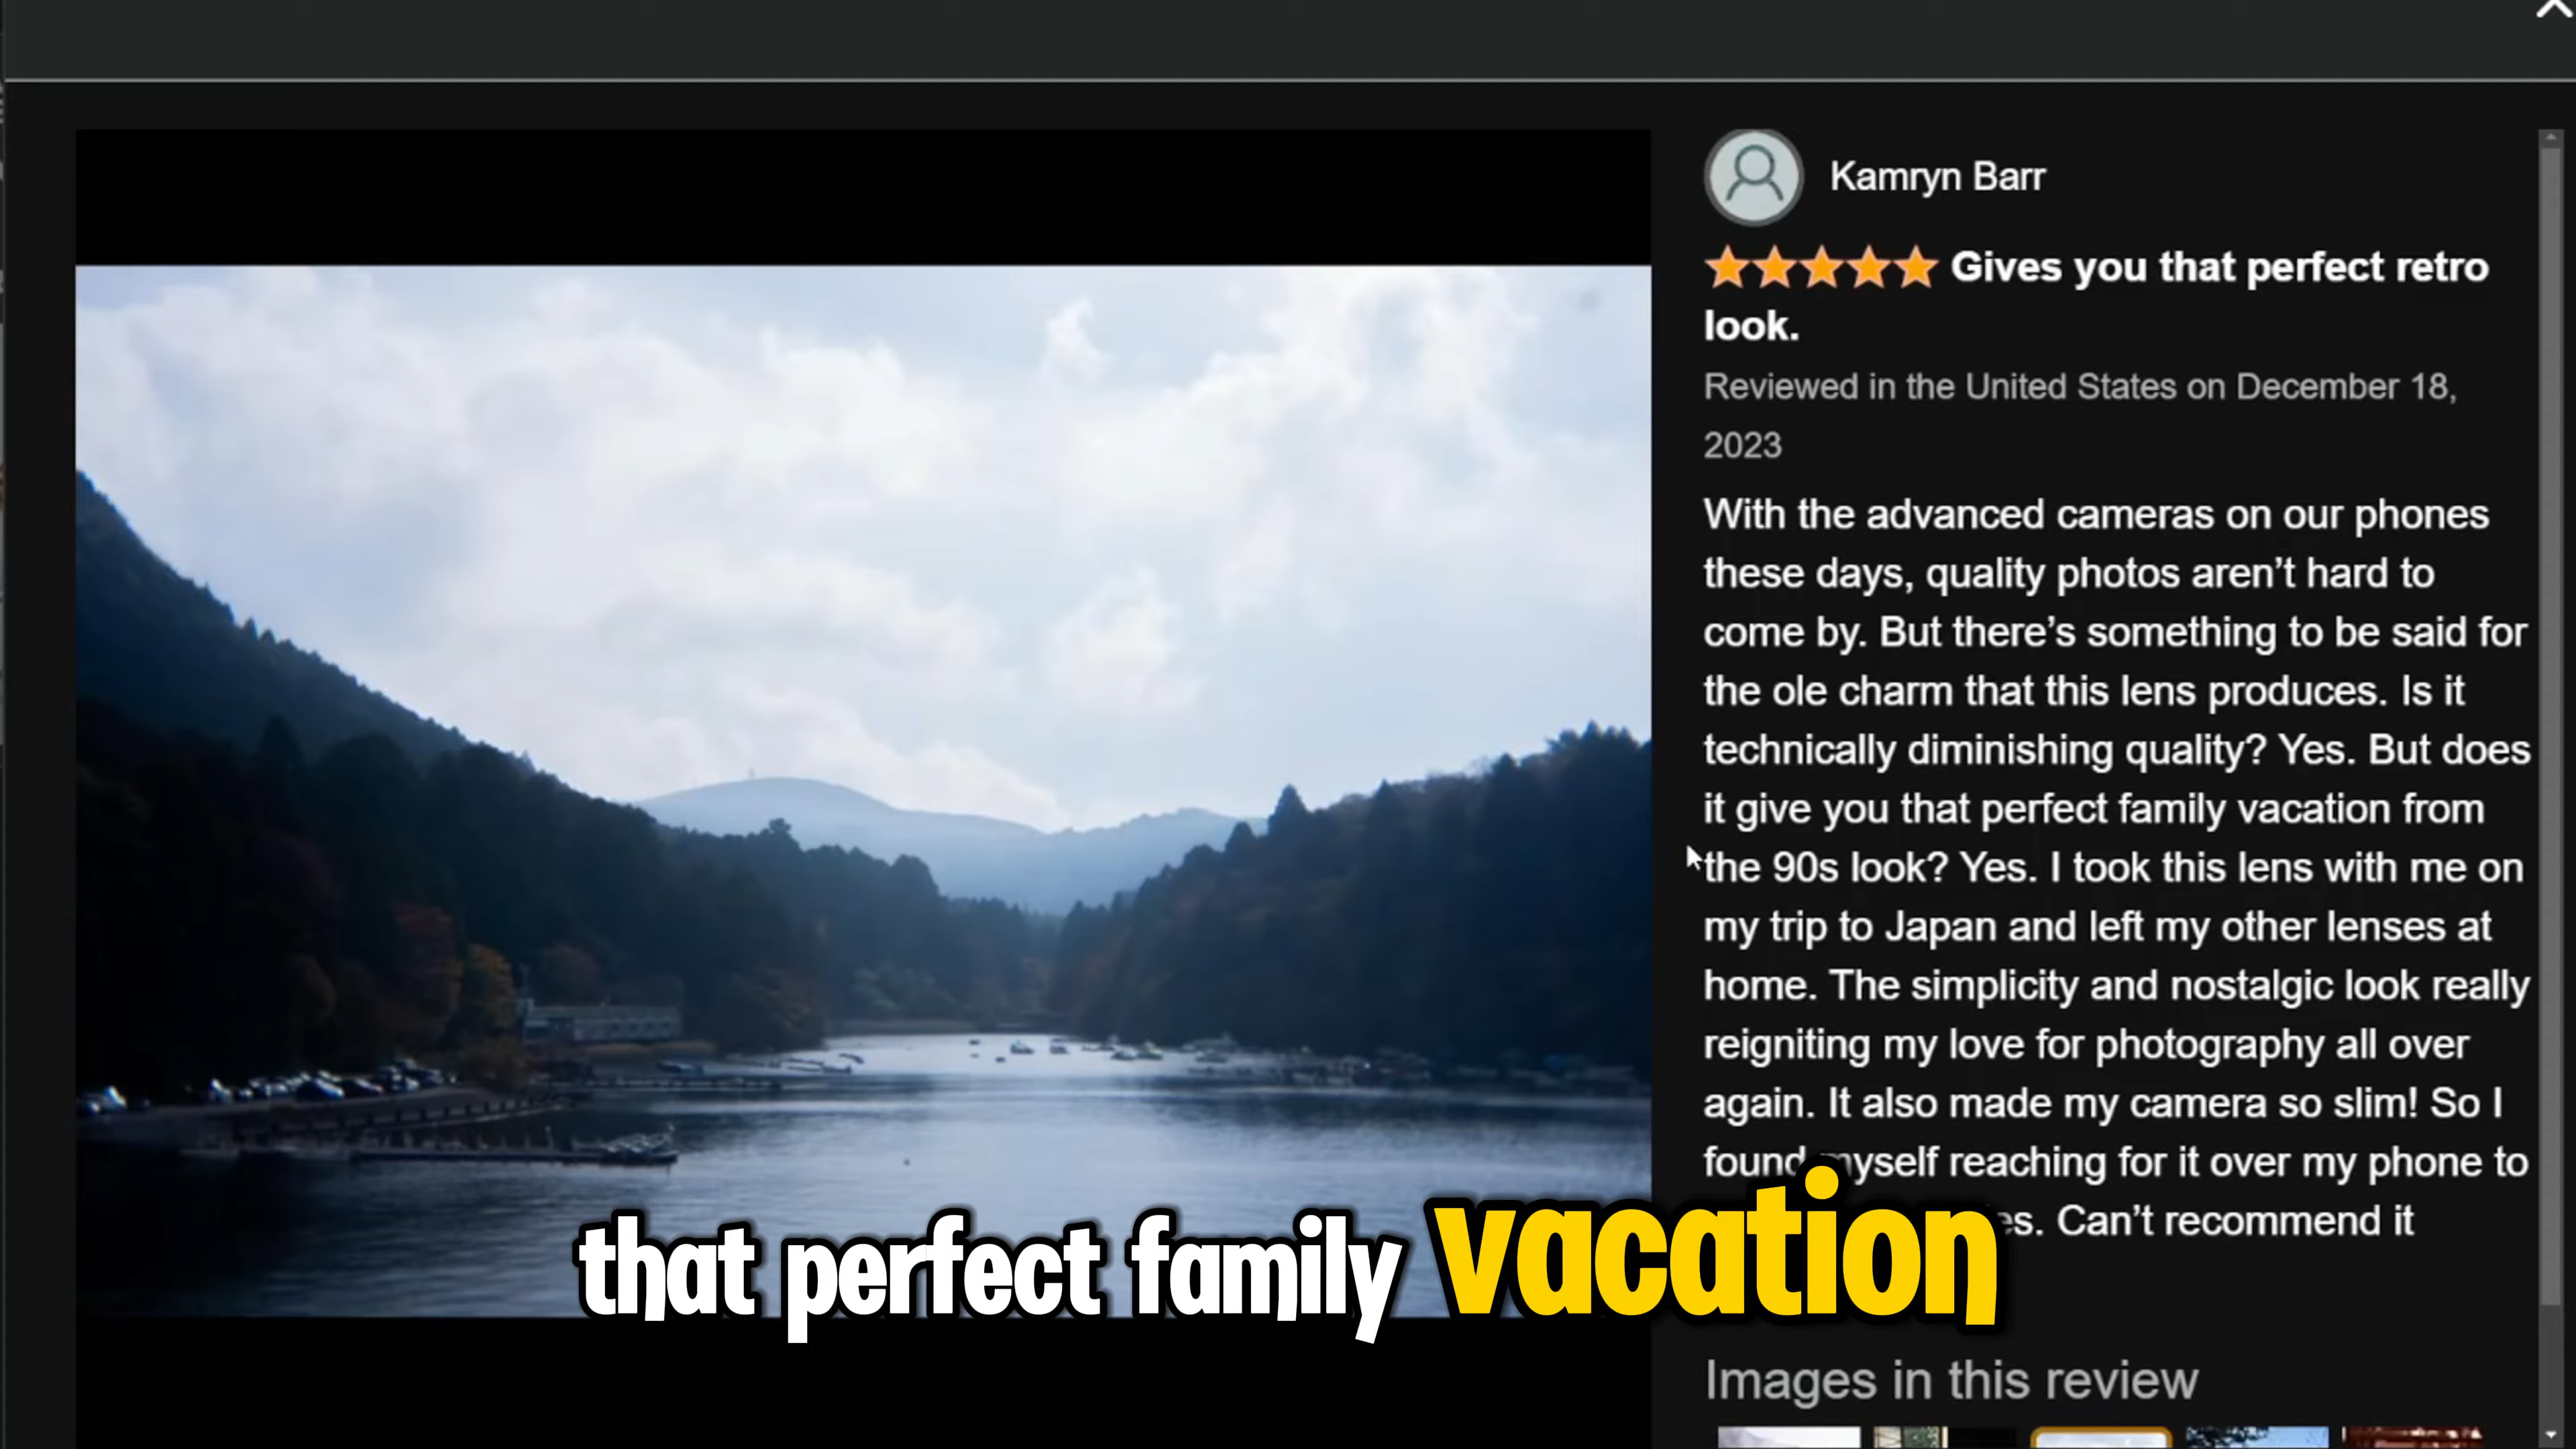 Kamryn Barr
Gives you that perfect retro
look.
Reviewed in the United States on December 18,
2023
With the advanced cameras on our phones
these days, quality photos aren’t hard to
come by. But there’s something to be said for
the ole charm that this lens produces. Is it
technically diminishing quality? Yes. But does
it give you that perfect family vacation from
the 90s look? Yes. I took this lens with me on
my trip to Japan and left my other lenses at
home. The simplicity and nostalgic look really
reigniting my love for photography all over
again. It also made my camera so slim! So I
found myself reaching for it over my phone to
es. Can’t recommend it
that perfect family vacation
Images in this review